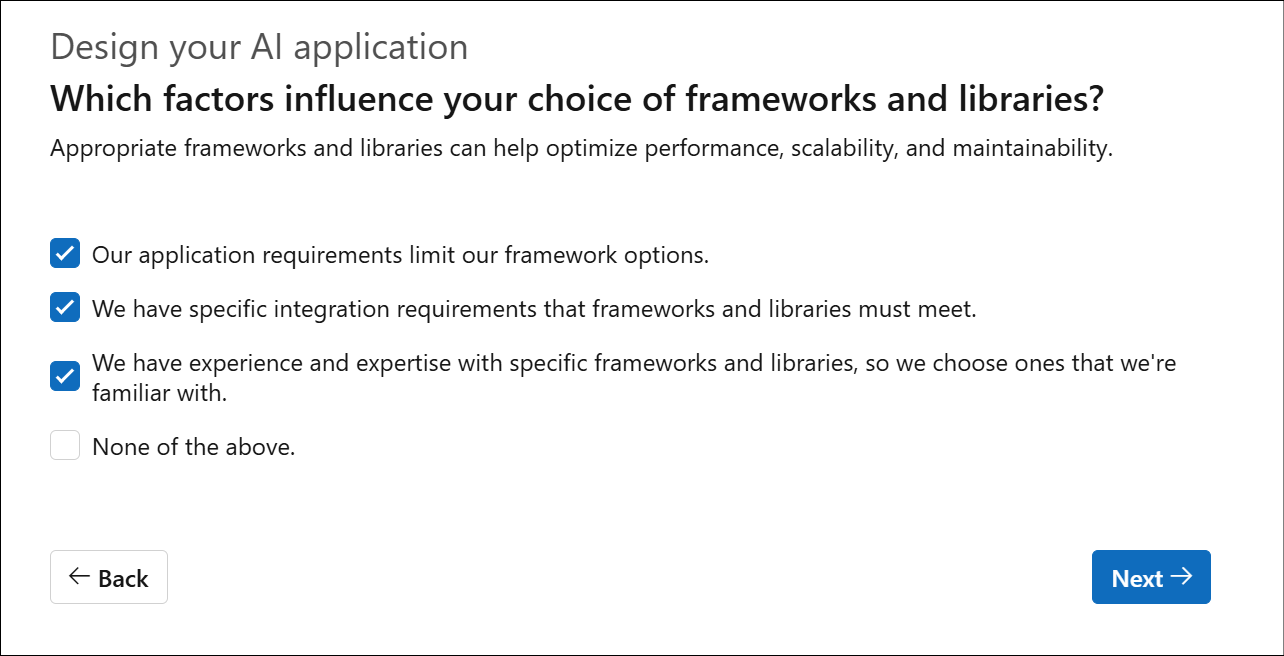 Design your AI application
Which factors influence your choice of frameworks and libraries?
Appropriate frameworks and libraries can help optimize performance, scalability, and maintainability.
Our application requirements limit our framework options.
We have specific integration requirements that frameworks and libraries must meet.
We have experience and expertise with specific frameworks and libraries, so we choose ones that we're
familiar with.
None of the above.
Back
Next